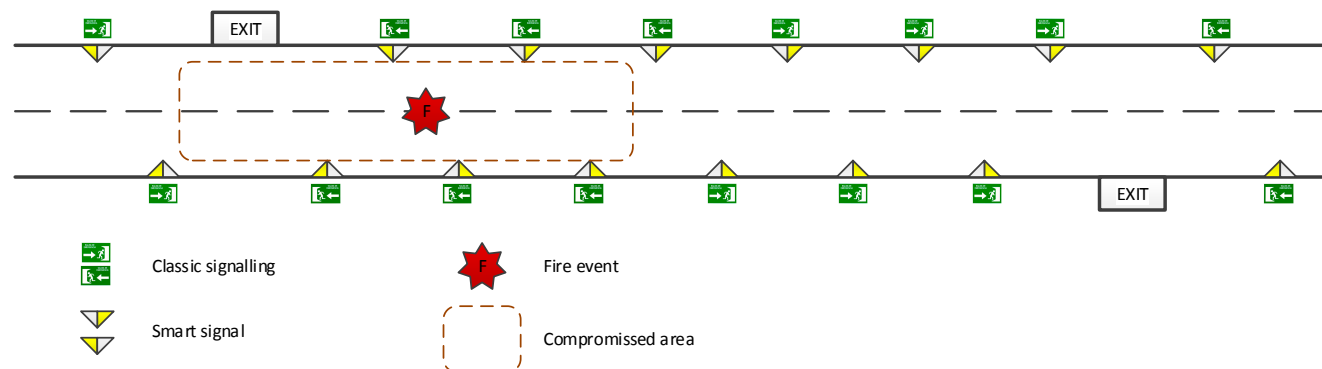 EXIT
F
EXIT
Classic signalling
Fire event
F
Smart signal
Compromissed area